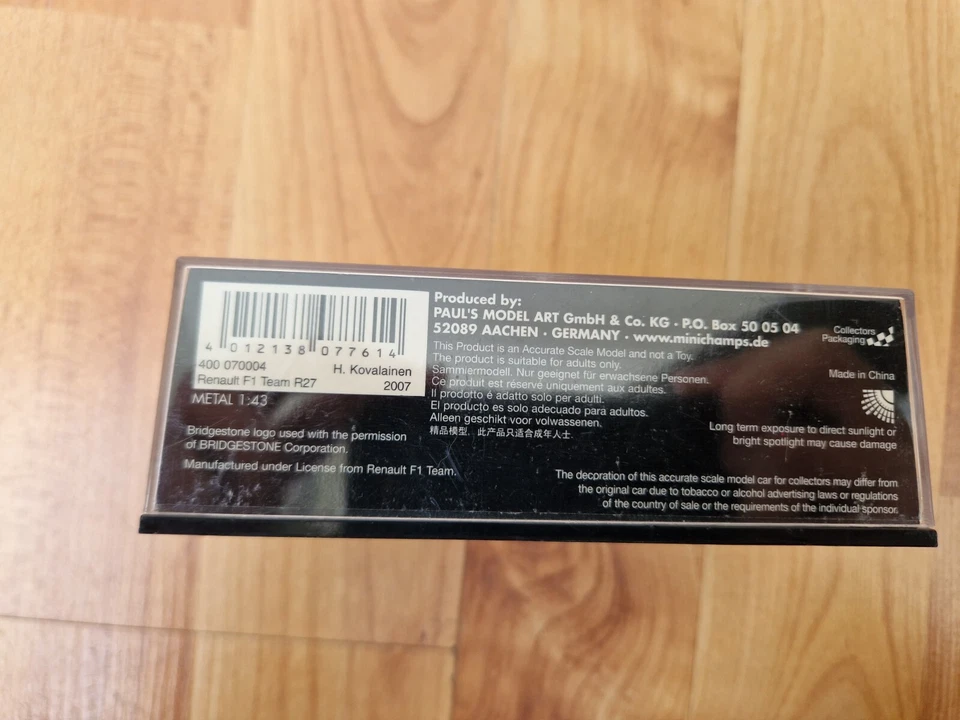 4 012138 077614
400 070004 H. Kovalainen
Renault F1 Team R27 2007
METAL 1:43
Bridgestone logo used with the permission
of BRIDGESTONE Corporation.
Manufactured under License from Renault F1 Team.
Produced by:
PAUL'S MODEL ART GmbH & Co. KG · P.O. Box 50 05 04
52089 AACHEN · GERMANY · www.minichamps.de
This Product is an Accurate Scale Model and not a Toy.
The product is suitable for adults only.
Sammiermodell. Nur geeignet für erwachsene Personen.
Ce produit est réservé uniquement aux adultes.
Il prodotto é adatto solo per adulti.
El producto es solo adecuado para adultos.
Alleen geschikt voor volwassenen.
精品模型，此产品只适合成年人士.
Collectors
Packaging
Made in China
Long term exposure to direct sunlight or
bright spotlight may cause damage
The decoration of this accurate scale model car for collectors may differ from
the original car due to tobacco or alcohol advertising laws or regulations
of the country of sale or the requirements of the individual sponsor.